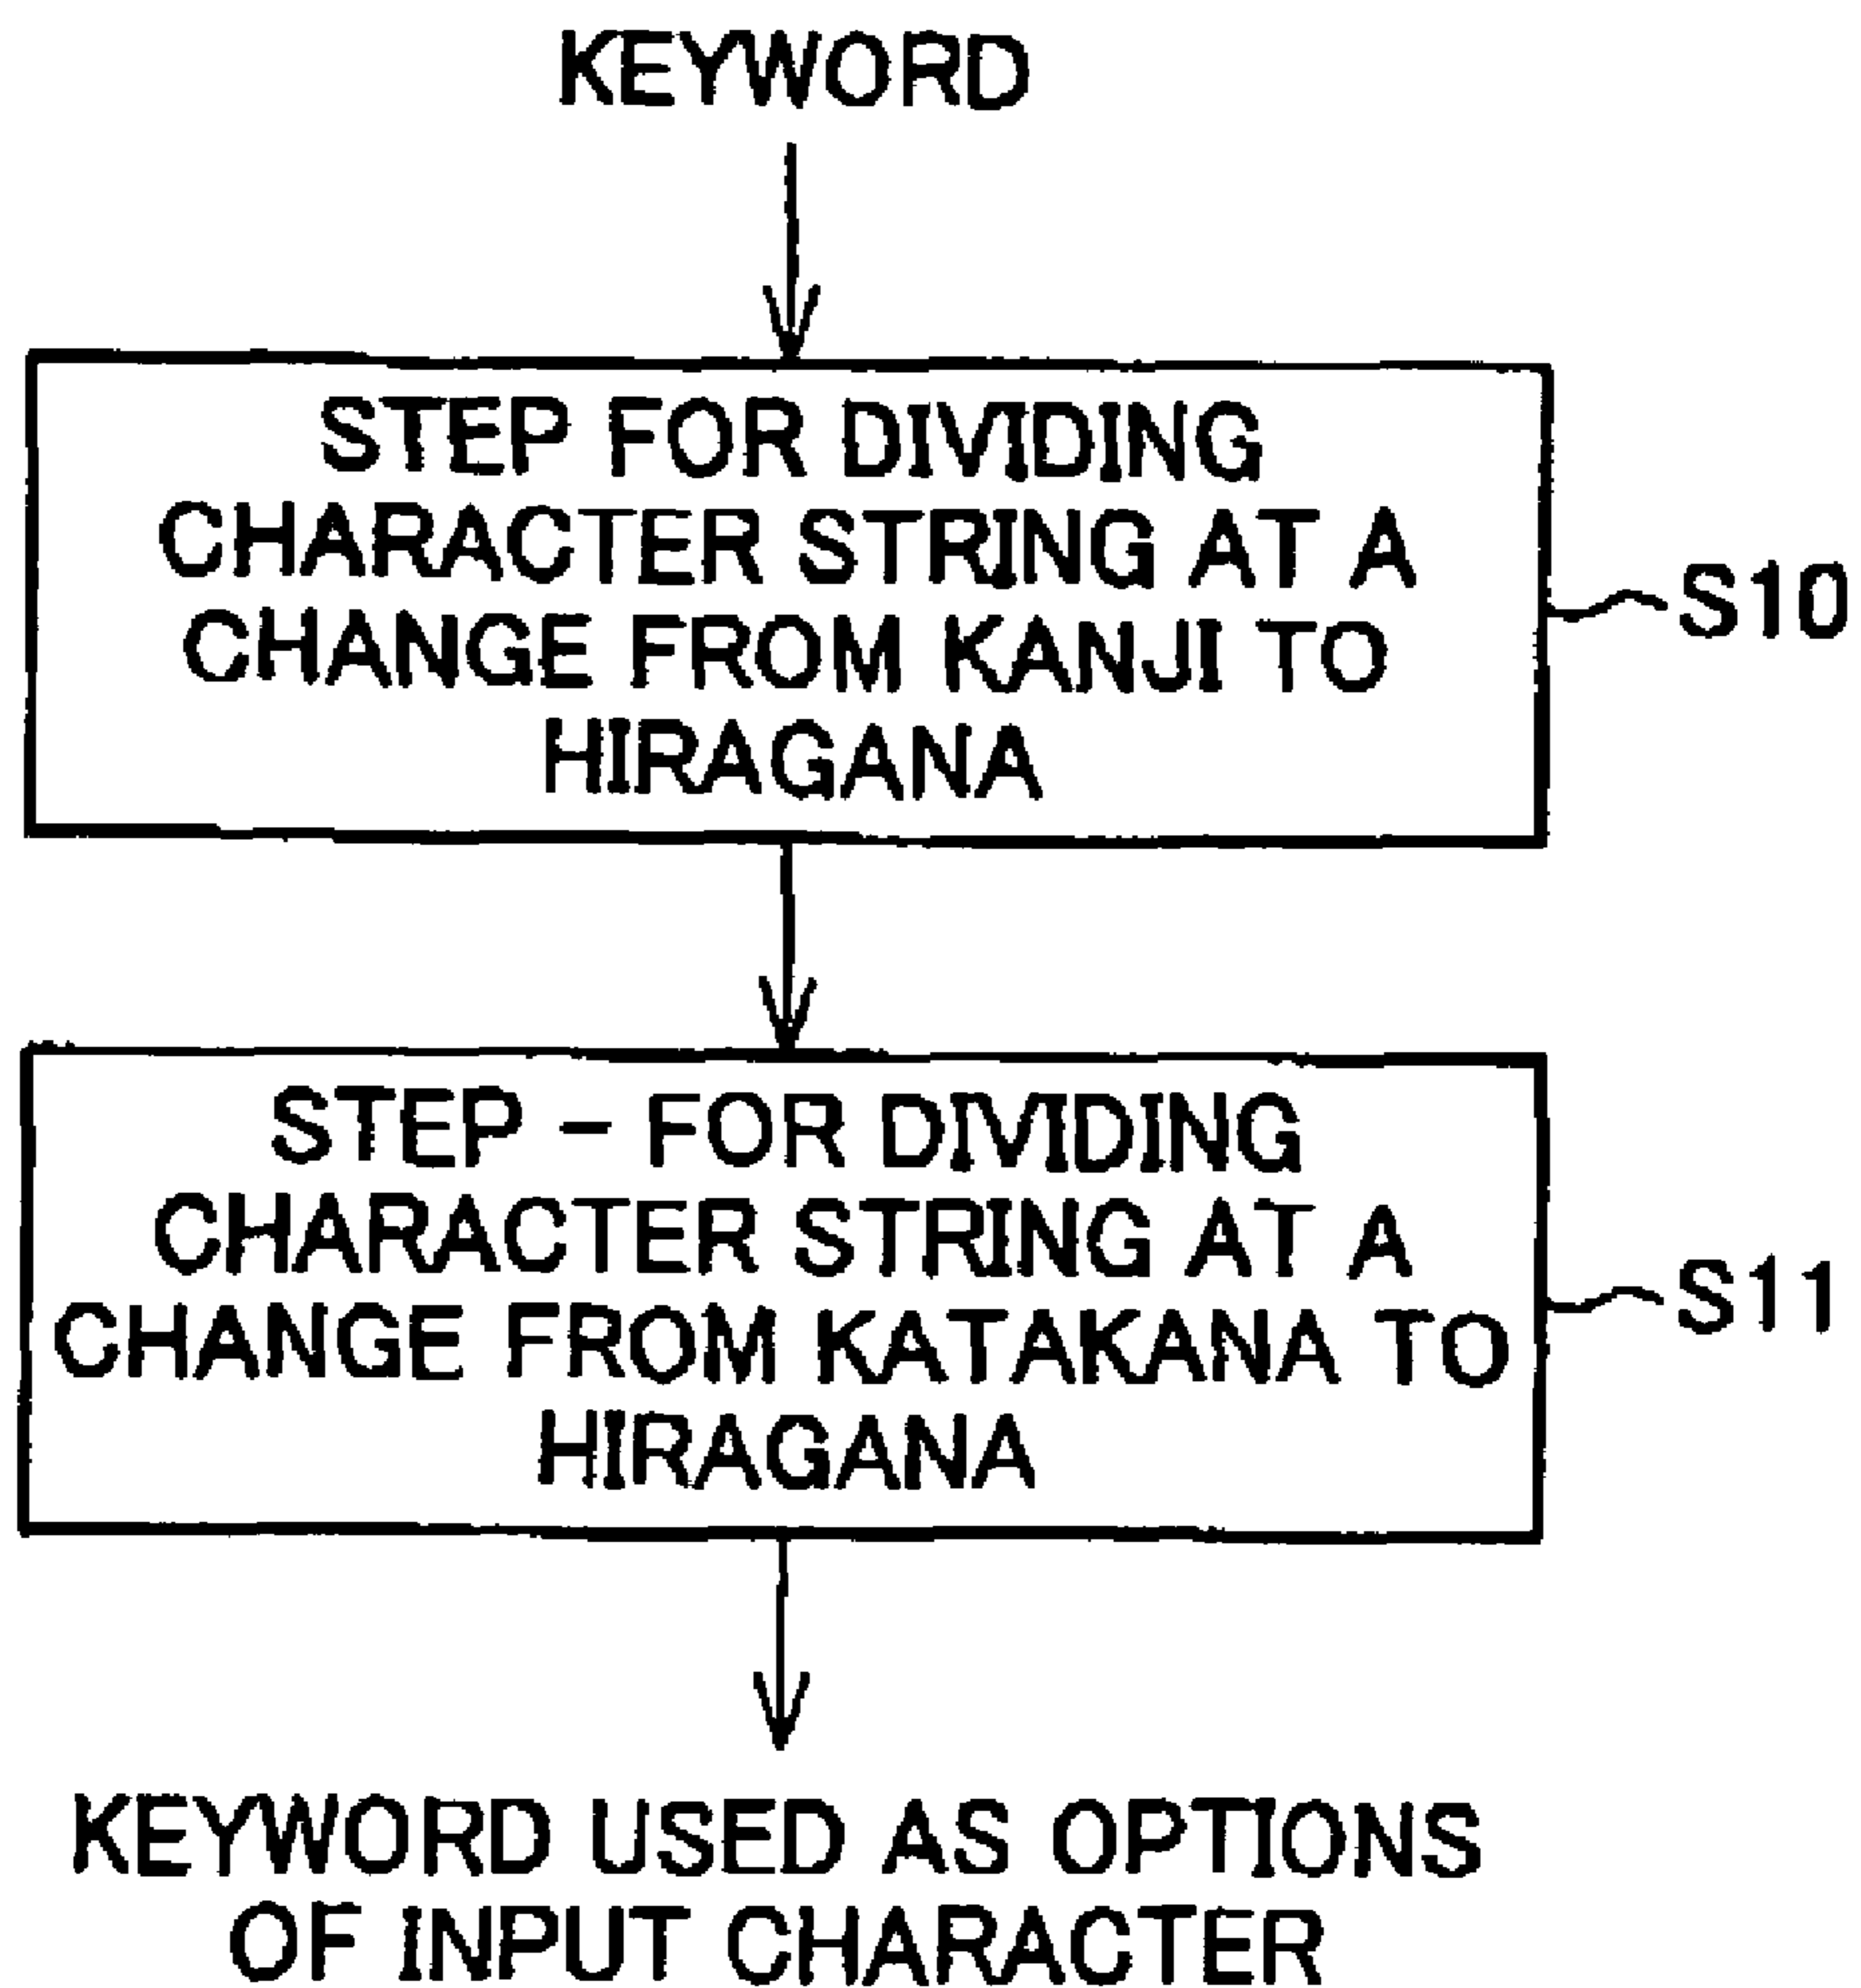 KEYWORD
STEP FOR DIVIDING
CHARACTER STRING AT A
CHANGE FROM KANJI TO
HIRAGANA
S10
STEP - FOR DIVIDING
CHARACTER STRING AT A
CHANGE FROM KATAKANA TO
HIRAGANA
S11
KEYWORD USED AS OPTIONS
OF INPUT CHARACTER